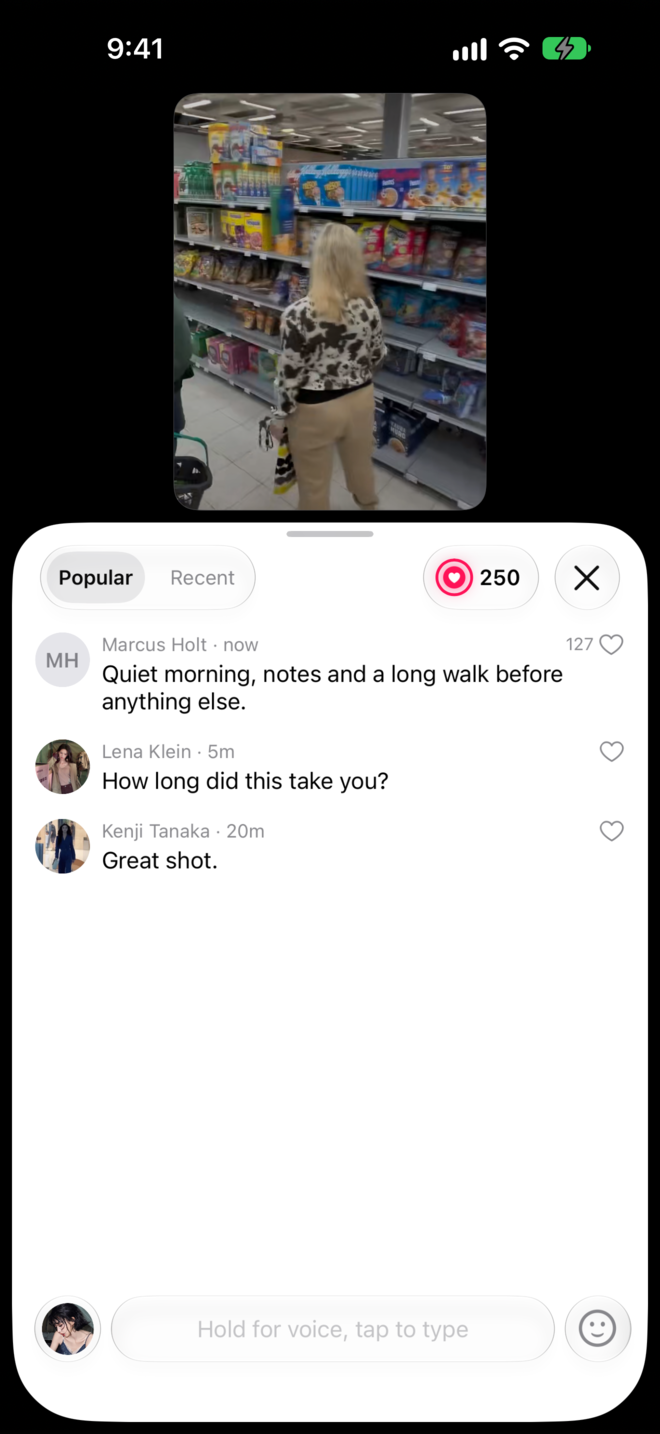 9:41
Popular
Recent
250
Marcus Holt · now
127
Quiet morning, notes and a long walk before
anything else.
Lena Klein · 5m
How long did this take you?
Kenji Tanaka · 20m
Great shot.
MH
Hold for voice, tap to type